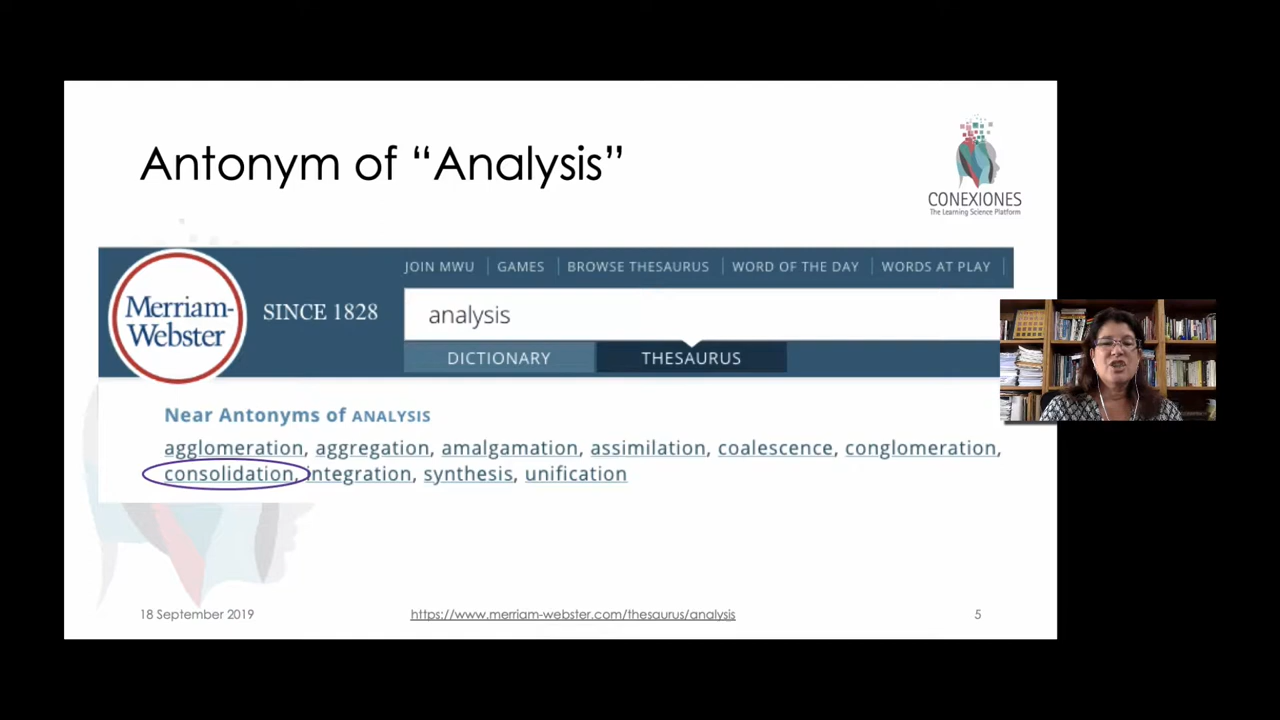 Antonym of “Analysis”
CONEXIONES
The Learning Science Platform
JOIN MWU GAMES BROWSE THESAURUS WORD OF THE DAY WORDS AT PLAY
Merriam-
Webster
SINCE 1828
analysis
DICTIONARY THESAURUS
Near Antonyms of ANALYSIS
agglomeration, aggregation, amalgamation, assimilation, coalescence, conglomeration,
consolidation, integration, synthesis, unification
18 September 2019 https://www.merriam-webster.com/thesaurus/analysis 5